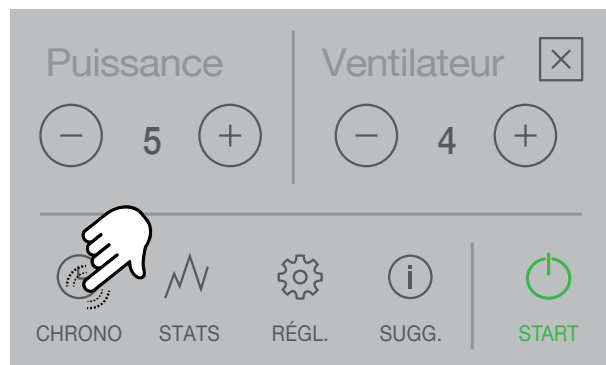 Puissance
Ventilateur
− 5 +
− 4 +
CHRONO
STATS
RÉGL.
SUGG.
START